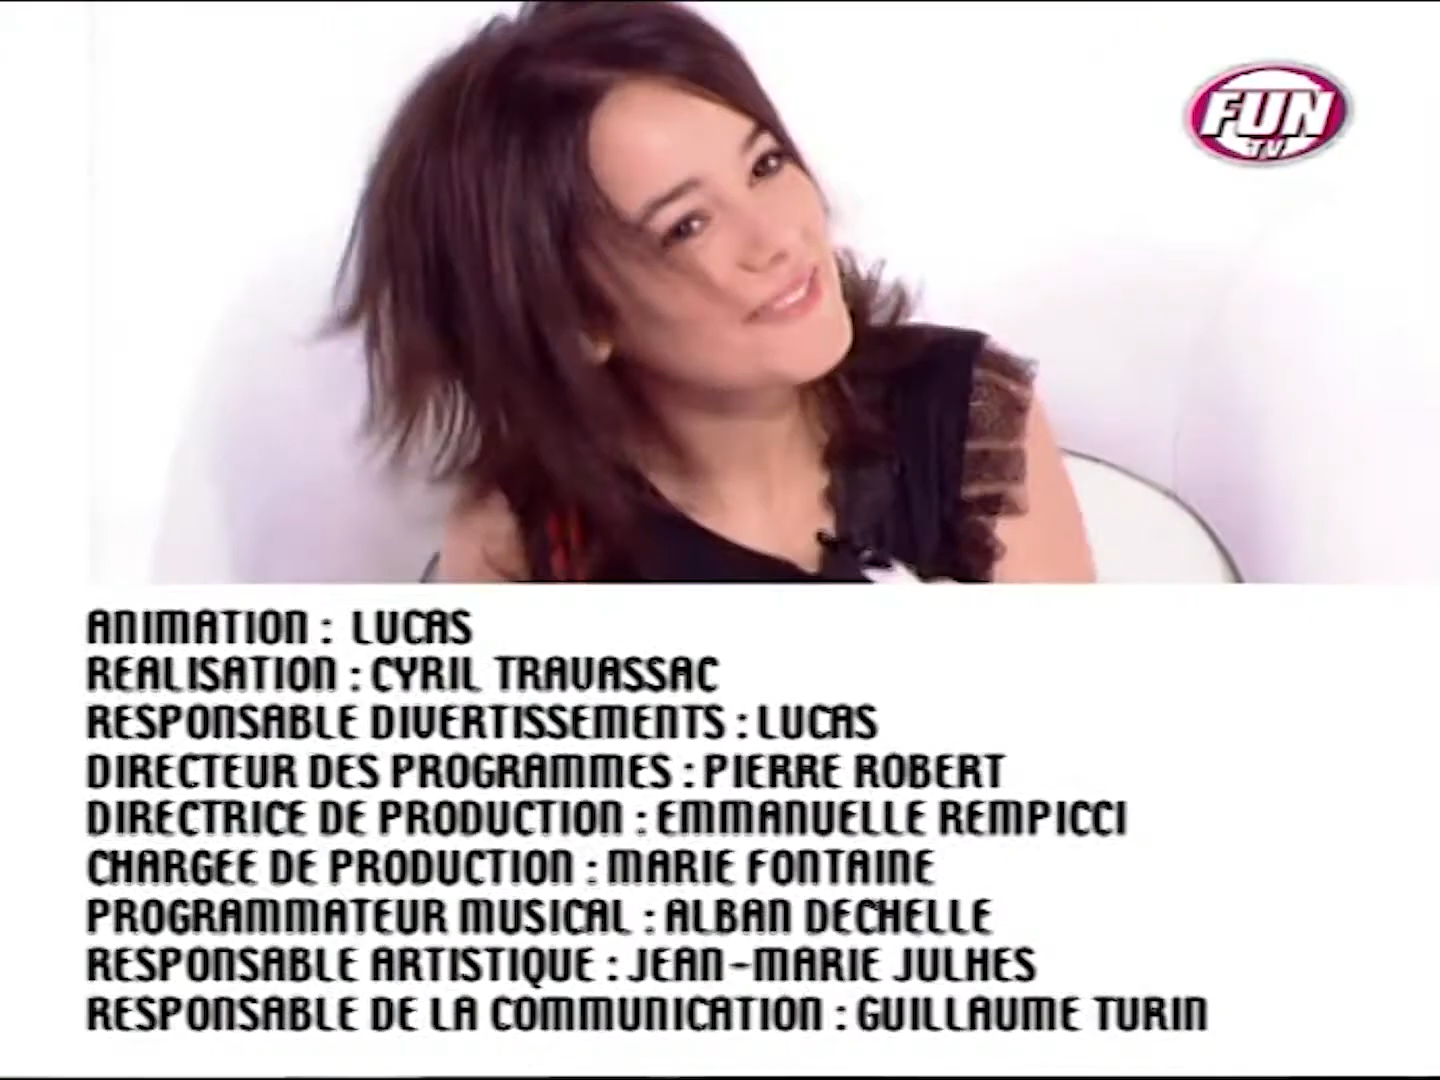 FUN
TV
ANIMATION : LUCAS
REALISATION : CYRIL TRAVASSAC
RESPONSABLE DIVERTISSEMENTS : LUCAS
DIRECTEUR DES PROGRAMMES : PIERRE ROBERT
DIRECTRICE DE PRODUCTION : EMMANUELLE REMPICCI
CHARGEE DE PRODUCTION : MARIE FONTAINE
PROGRAMMATEUR MUSICAL : ALBAN DECHELLE
RESPONSABLE ARTISTIQUE : JEAN-MARIE JULHES
RESPONSABLE DE LA COMMUNICATION : GUILLAUME TURIN